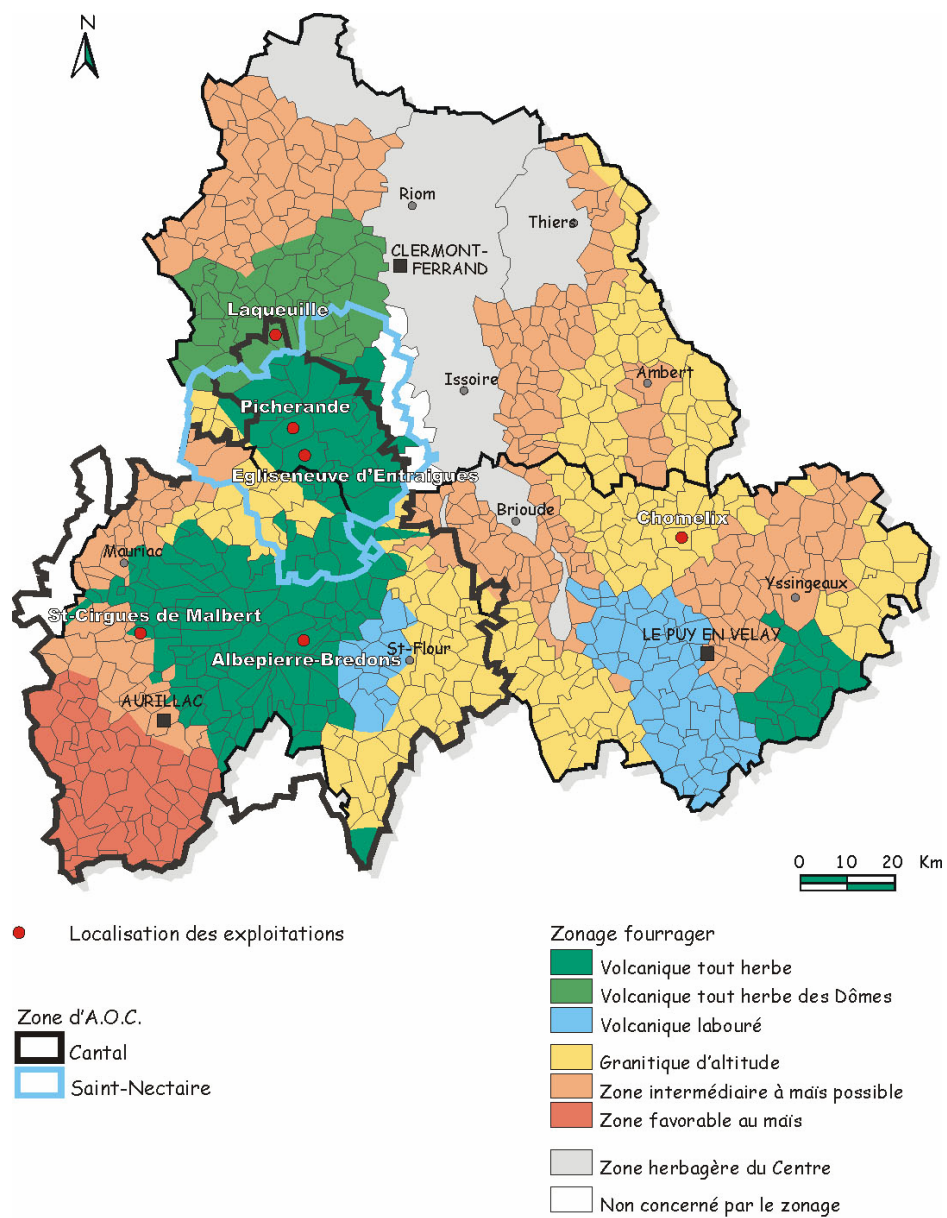 N
Riom
Thiers
CLERMONT-
FERRAND
Laqueuille
Issoire
Ambert
Picherande
Egliseneuve d'Entraigues
Brioude
Chomelix
Mauriac
Yssingeaux
St-Cirgues de Malbert
LE PUY EN VELAY
Albepierre-Bredons
St-Flour
AURILLAC
0 10 20 Km
Localisation des exploitations
Zone d'A.O.C.
Cantal
Saint-Nectaire
Zonage fourrager
Volcanique tout herbe
Volcanique tout herbe des Dômes
Volcanique labouré
Granitique d'altitude
Zone intermédiaire à maïs possible
Zone favorable au maïs
Zone herbagère du Centre
Non concerné par le zonage